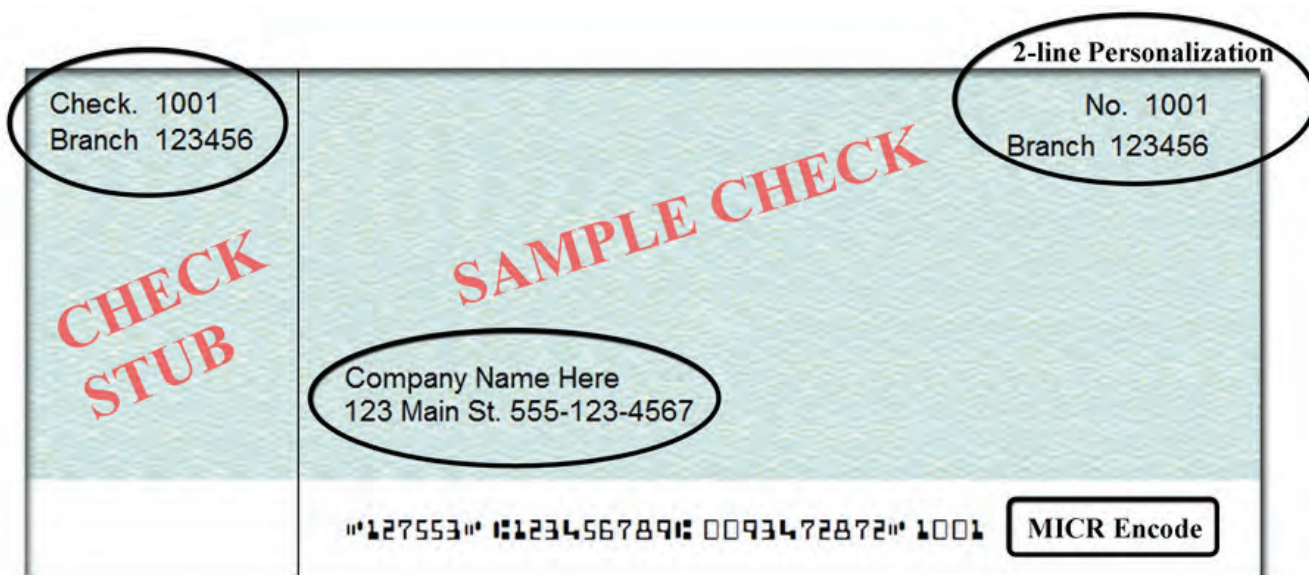 2-line Personalization
Check. 1001
Branch 123456
No. 1001
Branch 123456
CHECK
STUB
SAMPLE CHECK
Company Name Here
123 Main St. 555-123-4567
⑈127553⑈ ⑆123456789⑆ 0093472872⑈ 1001
MICR Encode